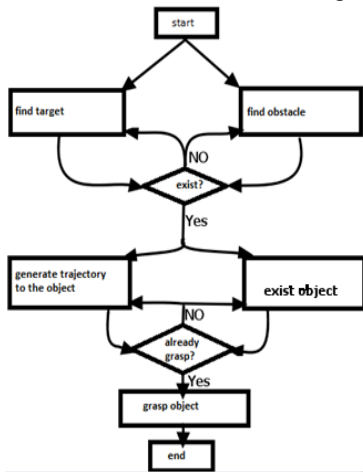 start
find target
find obstacle
NO
exist?
Yes
generate trajectory
to the object
exist object
NO
already
grasp?
Yes
grasp object
end